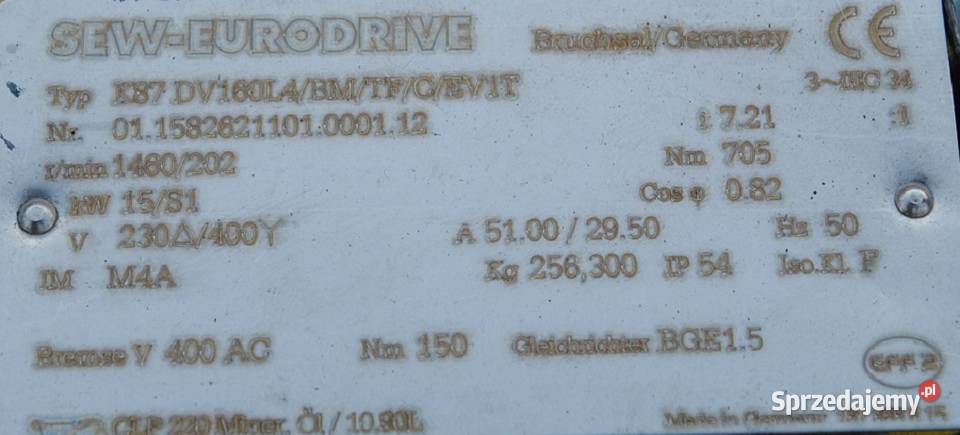 SEW-EURODRIVE Bruchsal/Germany CE
Typ K87 DV160L4/BM/TF/C/EV1T 3~IEC 34
Nr. 01.1582621101.0001.12 i 7.21 :1
r/min 1460/202 Nm 705
kW 15/S1 Cos φ 0.82
V 230Δ/400Y A 51.00 / 29.50 Hz 50
IM M4A Kg 256,300 IP 54 Iso.Kl. F
Bremse V 400 AC Nm 150 Gleichrichter BGE1.5
CLP 220 Miner. Öl / 10.90L Made in Germany
Sprzedajemy.pl